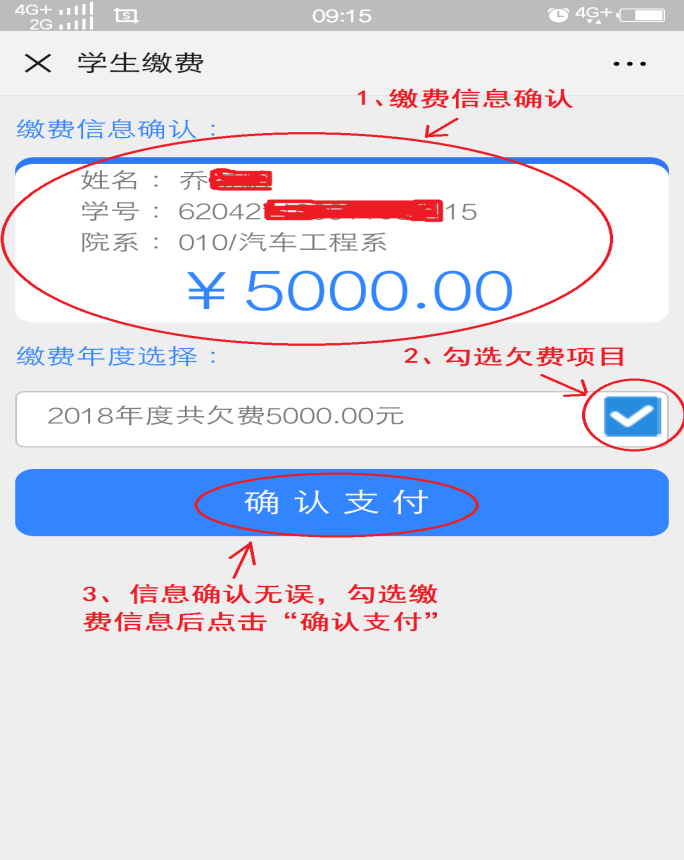 4G+
2G
09:15
4G+
学生缴费
1、缴费信息确认
缴费信息确认：
姓名： 乔
学号： 62042 15
院系： 010/汽车工程系
¥5000.00
缴费年度选择：
2、勾选欠费项目
2018年度共欠费5000.00元
确认支付
3、信息确认无误，勾选缴
费信息后点击“确认支付”